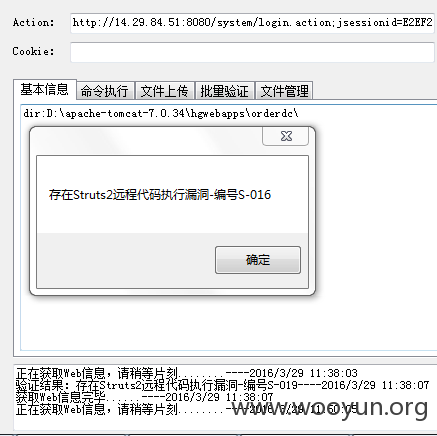 Action: http://14.29.84.51:8080/system/login.action;jsessionid=E2EF2
Cookie:
基本信息 命令执行 文件上传 批量验证 文件管理
dir:D:\apache-tomcat-7.0.34\hgwebapps\orderdc\
存在Struts2远程代码执行漏洞-编号S-016
确定
正在获取Web信息，请稍等片刻........----2016/3/29 11:38:03
验证结果：存在Struts2远程代码执行漏洞-编号S-019----2016/3/29 11:38:07
获取Web信息完毕......----2016/3/29 11:38:07
正在获取Web信息，请稍等片刻........----2016/3/29 11:50:05
www.wooyun.org